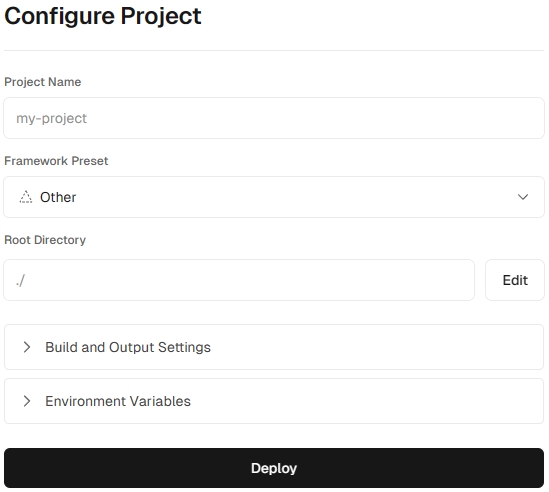 Configure Project
Project Name
my-project
Framework Preset
Other
Root Directory
./
Edit
Build and Output Settings
Environment Variables
Deploy